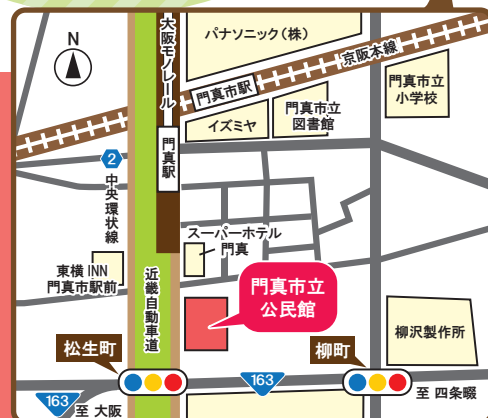 N
パナソニック(株)
大阪モノレール
京阪本線
門真市駅
門真市立
小学校
イズミヤ
門真市立
図書館
門真駅
2
中央環状線
スーパーホテル
門真
東横 INN
門真市駅前
近畿自動車道
門真市立
公民館
柳沢製作所
松生町
柳町
163
163
至 大阪
至 四条畷